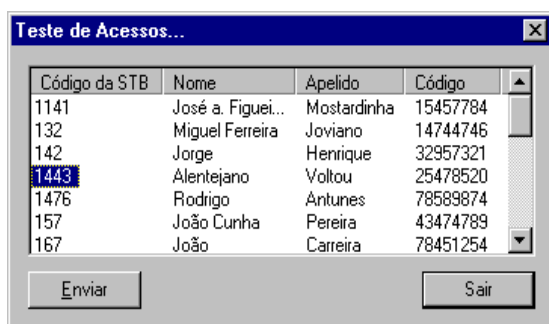 Teste de Acessos...
Código da STB Nome Apelido Código
1141 José a. Figuei... Mostardinha 15457784
132 Miguel Ferreira Joviano 14744746
142 Jorge Henrique 32957321
1443 Alentejano Voltou 25478520
1476 Rodrigo Antunes 78589874
157 João Cunha Pereira 43474789
167 João Carreira 78451254
Enviar Sair